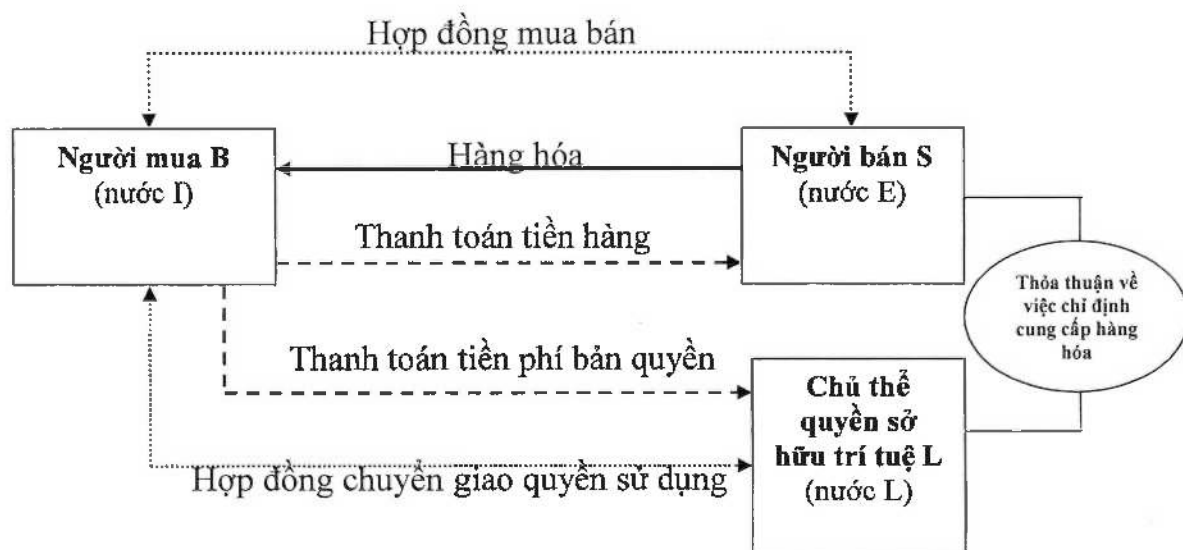 Hợp đồng mua bán
Người mua B
(nước I)
Hàng hóa
Người bán S
(nước E)
Thanh toán tiền hàng
Thỏa thuận về
việc chỉ định
cung cấp hàng
hóa
Thanh toán tiền phí bản quyền
Chủ thể
quyền sở
hữu trí tuệ L
(nước L)
Hợp đồng chuyển giao quyền sử dụng